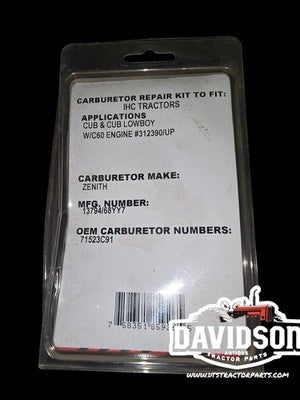 CARBURETOR REPAIR KIT TO FIT:
IHC TRACTORS
APPLICATIONS
CUB & CUB LOWBOY
W/C60 ENGINE #312390/UP
CARBURETOR MAKE:
ZENITH
MFG. NUMBER:
13794/68YY7
OEM CARBURETOR NUMBERS:
71523C91
DAVIDSON
ANTIQUE
TRACTOR PARTS
WWW.DTSTRACTORPARTS.COM